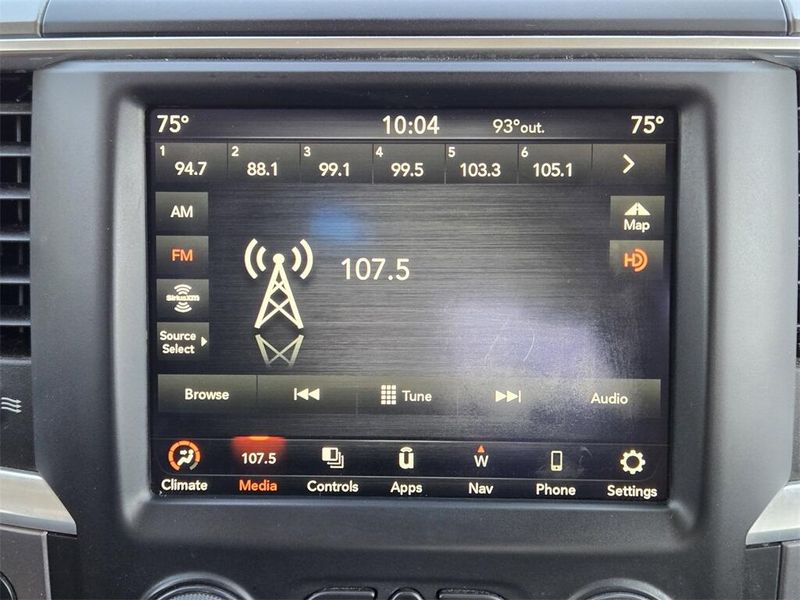 75° 10:04 93°out. 75°
1 94.7 2 88.1 3 99.1 4 99.5 5 103.3 6 105.1
AM
Map
FM
HD
107.5
SiriusXM
Source
Select
Browse Tune Audio
107.5 W
Climate Media Controls Apps Nav Phone Settings